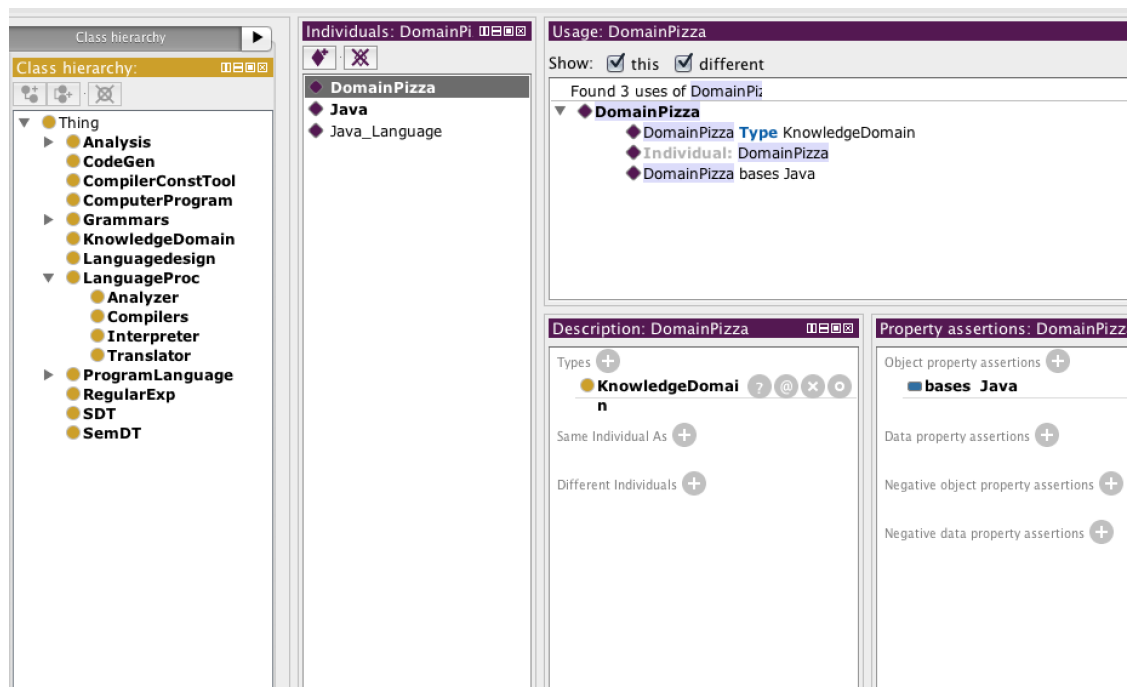 Class hierarchy
Class hierarchy:
Thing
Analysis
CodeGen
CompilerConstTool
ComputerProgram
Grammars
KnowledgeDomain
Languagedesign
LanguageProc
Analyzer
Compilers
Interpreter
Translator
ProgramLanguage
RegularExp
SDT
SemDT
Individuals: DomainPi
DomainPizza
Java
Java_Language
Usage: DomainPizza
Show: this different
Found 3 uses of DomainPiz
DomainPizza
DomainPizza Type KnowledgeDomain
Individual: DomainPizza
DomainPizza bases Java
Description: DomainPizza
Types
KnowledgeDomai
n
Same Individual As
Different Individuals
Property assertions: DomainPizz
Object property assertions
bases Java
Data property assertions
Negative object property assertions
Negative data property assertions